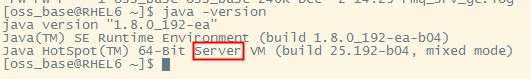 [oss_base@RHEL6 ~]$ java -version
java version "1.8.0_192-ea"
Java(TM) SE Runtime Environment (build 1.8.0_192-ea-b04)
Java HotSpot(TM) 64-Bit Server VM (build 25.192-b04, mixed mode)
[oss_base@RHEL6 ~]$